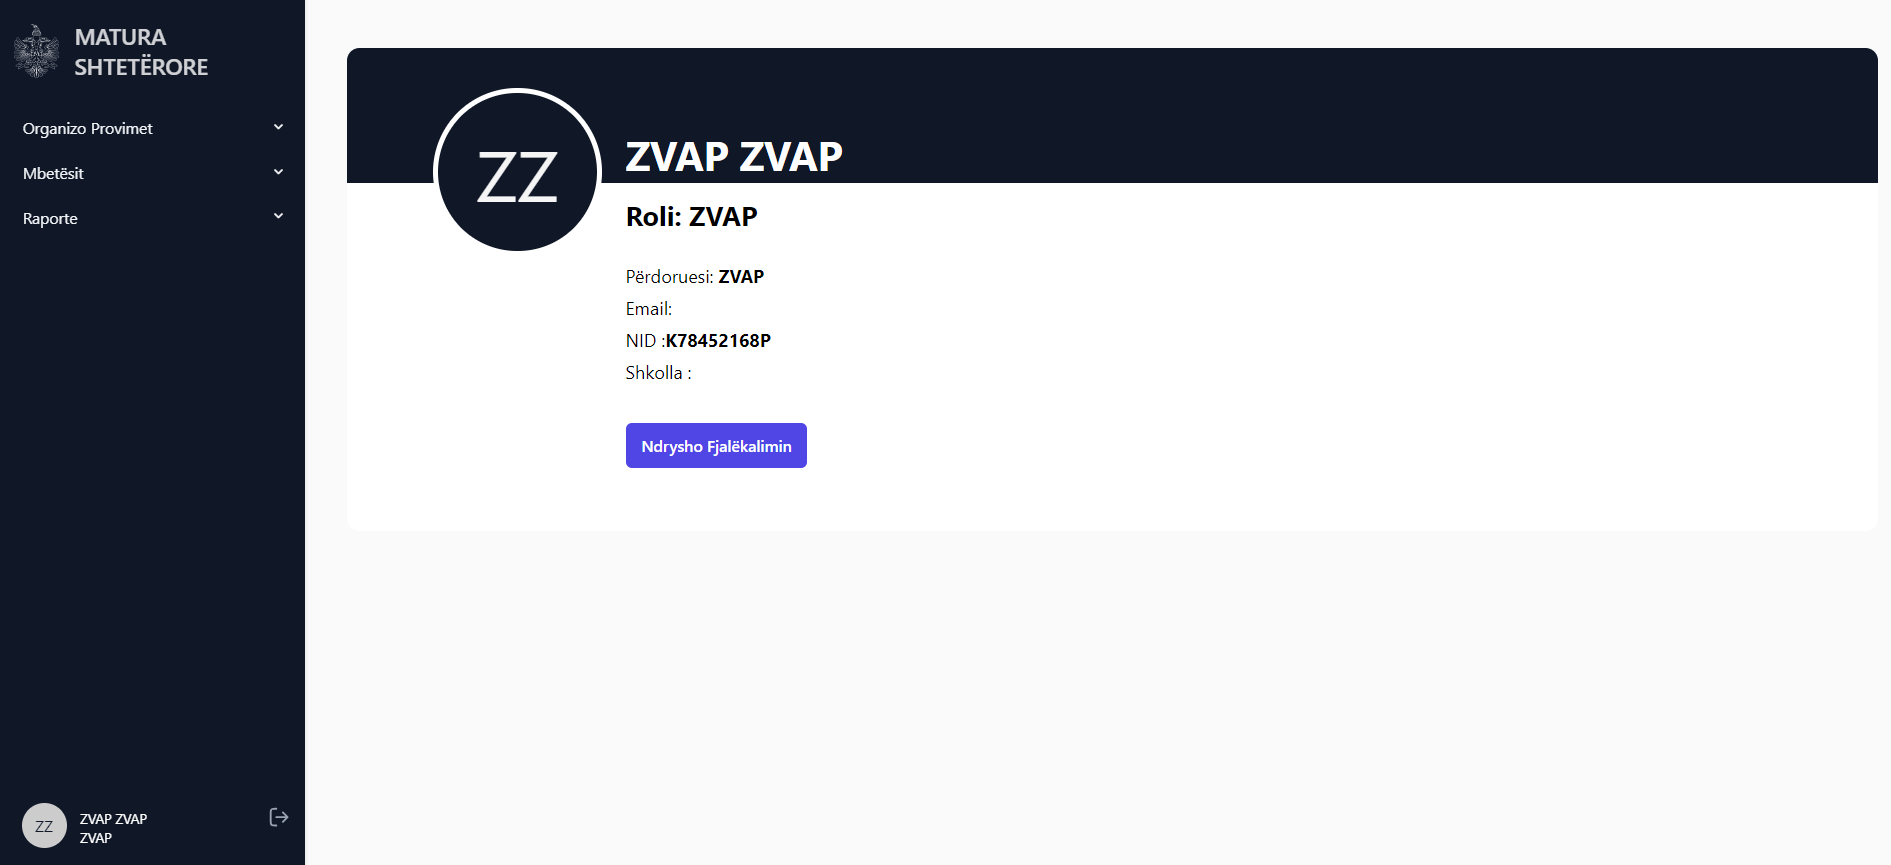 MATURA
SHTETËRORE
Organizo Provimet
Mbetësit
Raporte
ZZ
ZVAP ZVAP
Roli: ZVAP
Përdoruesi: ZVAP
Email:
NID :K78452168P
Shkolla :
Ndrysho Fjalëkalimin
ZZ
ZVAP ZVAP
ZVAP